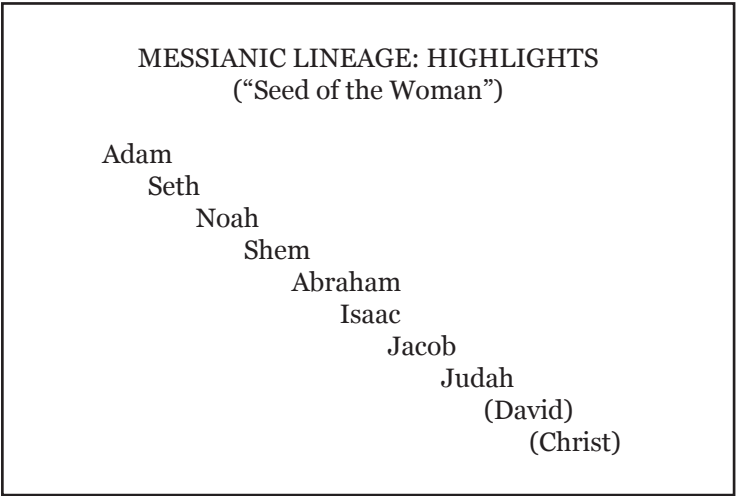 MESSIANIC LINEAGE: HIGHLIGHTS
(“Seed of the Woman”)
Adam
Seth
Noah
Shem
Abraham
Isaac
Jacob
Judah
(David)
(Christ)